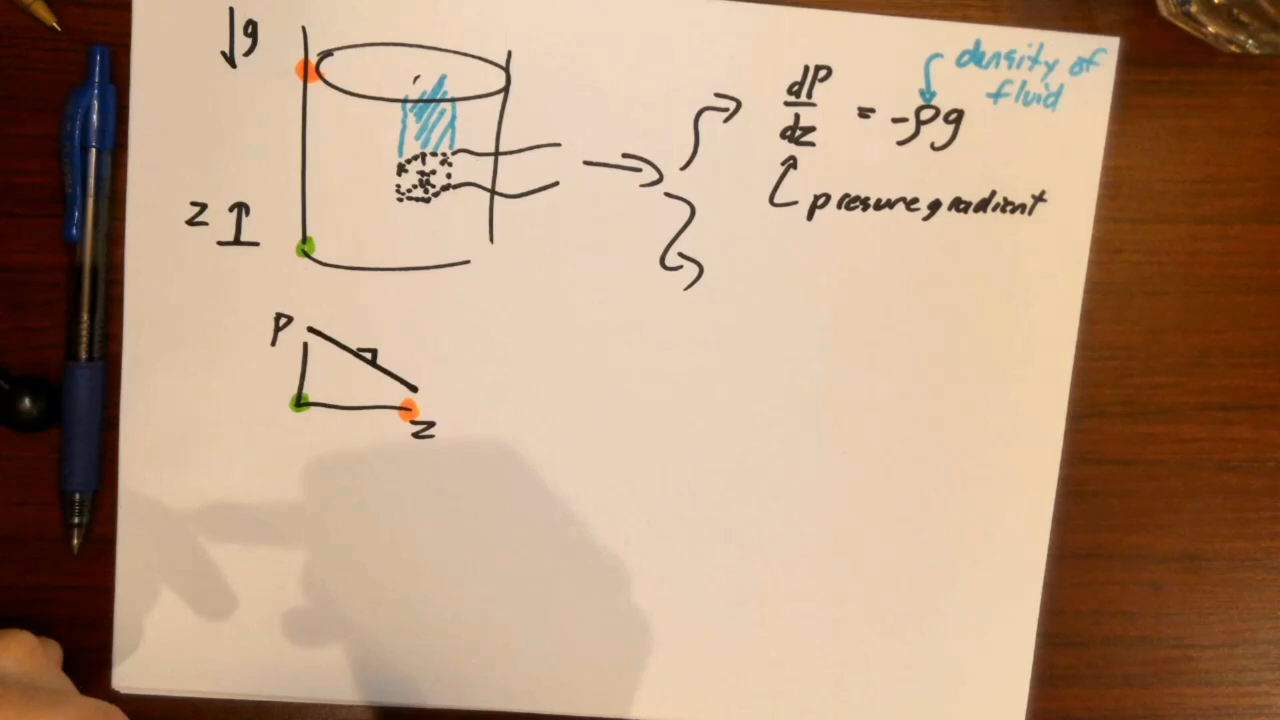 ↓g
z↑
dP
dz
= -ρg
density of
fluid
presure gradient
P
z